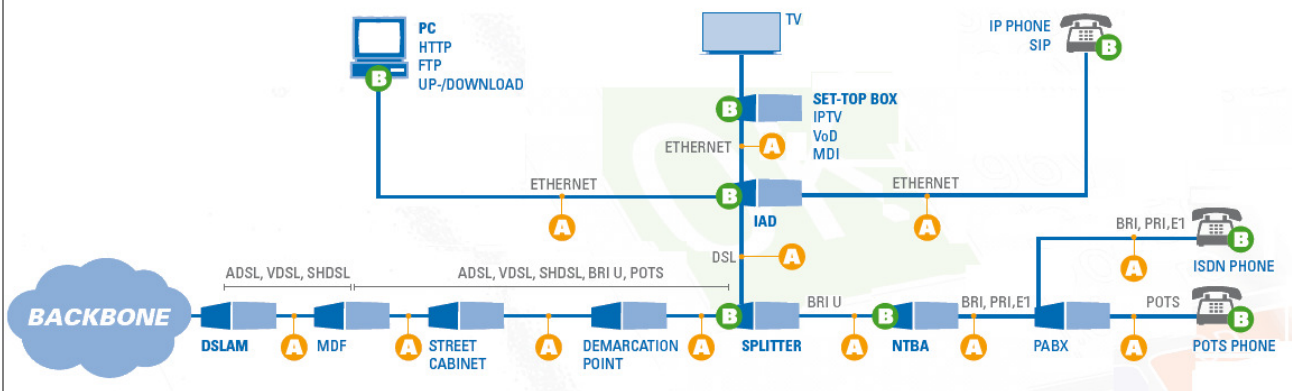 PC
HTTP
FTP
UP-/DOWNLOAD
B
TV
IP PHONE
SIP
B
B
SET-TOP BOX
IPTV
VoD
MDI
ETHERNET
A
ETHERNET
A
B
IAD
ETHERNET
A
DSL
A
BRI, PRI,E1
A
B
ISDN PHONE
ADSL, VDSL, SHDSL
ADSL, VDSL, SHDSL, BRI U, POTS
BACKBONE
DSLAM
A
MDF
A
STREET
CABINET
A
DEMARCATION
POINT
A
B
SPLITTER
BRI U
A
B
NTBA
BRI, PRI,E1
A
PABX
POTS
A
B
POTS PHONE